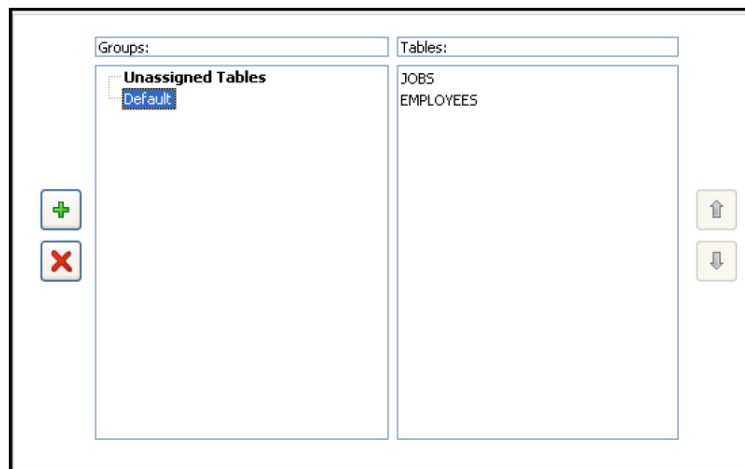 Groups:
Tables:
Unassigned Tables
Default
JOBS
EMPLOYEES